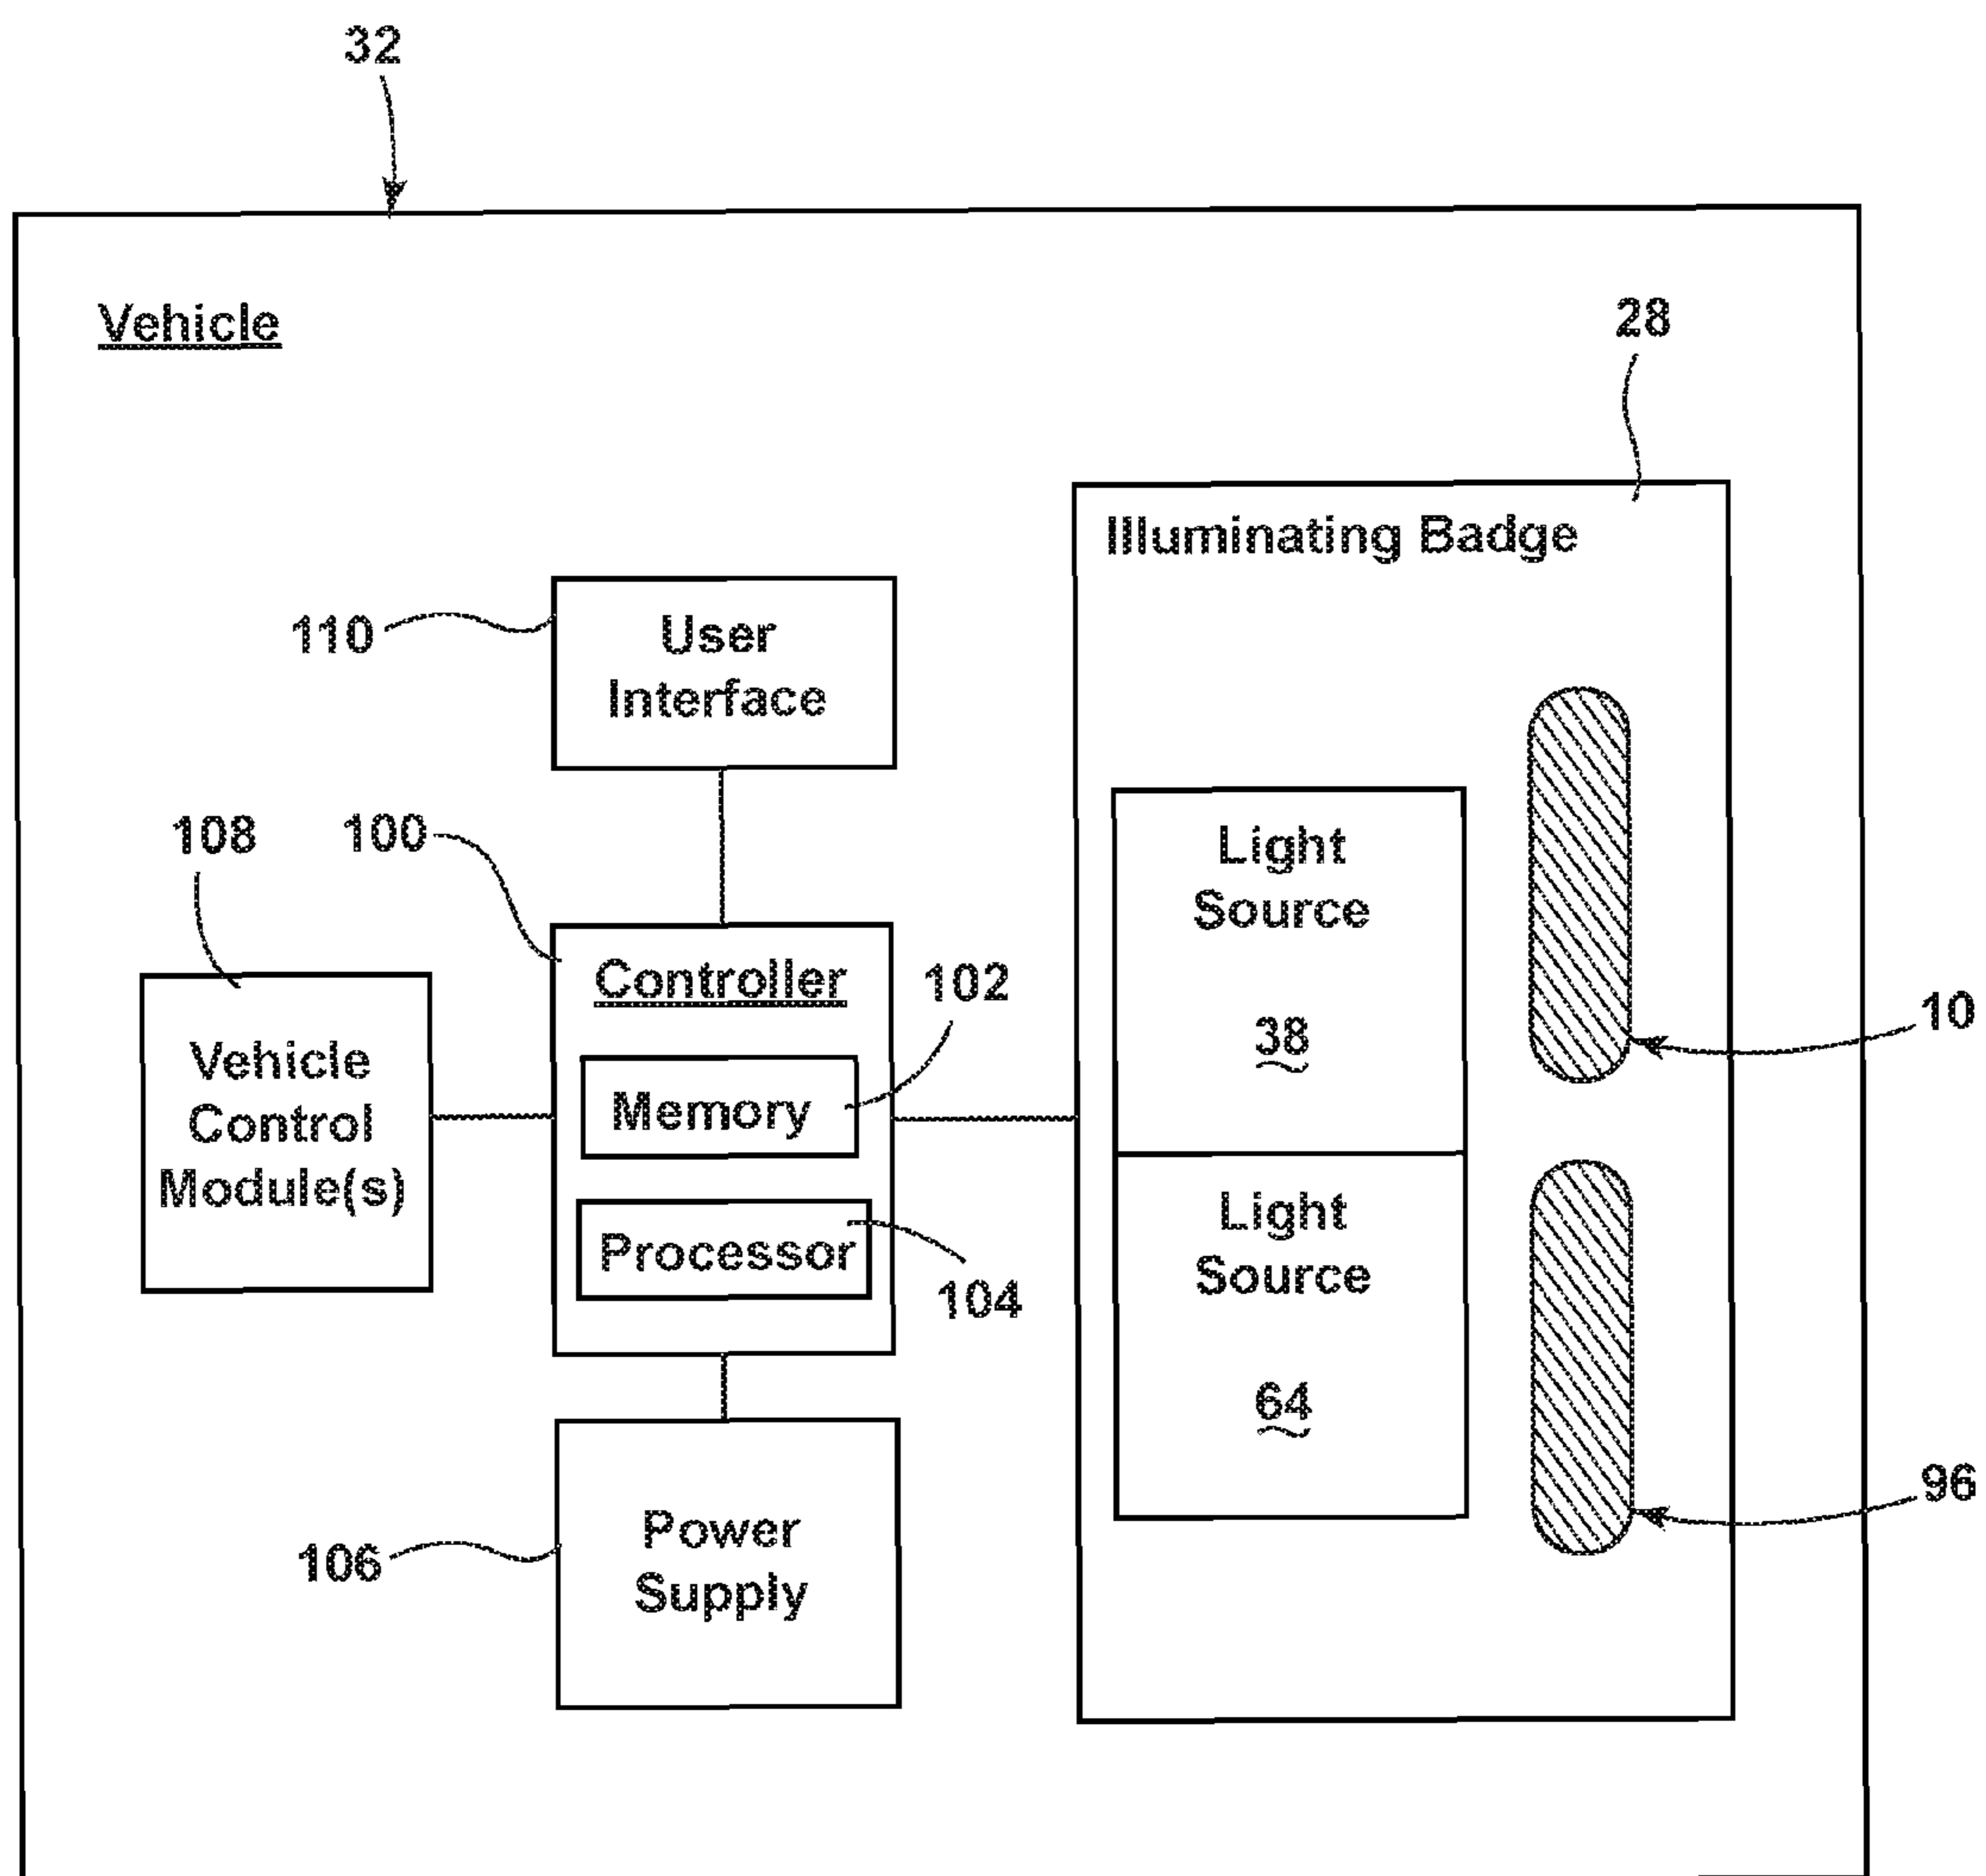 32
Vehicle
28
Illuminating Badge
110
User
Interface
108
100
Light
Source
38
Controller
102
10
Vehicle
Control
Module(s)
Memory
Processor
104
Light
Source
64
96
106
Power
Supply